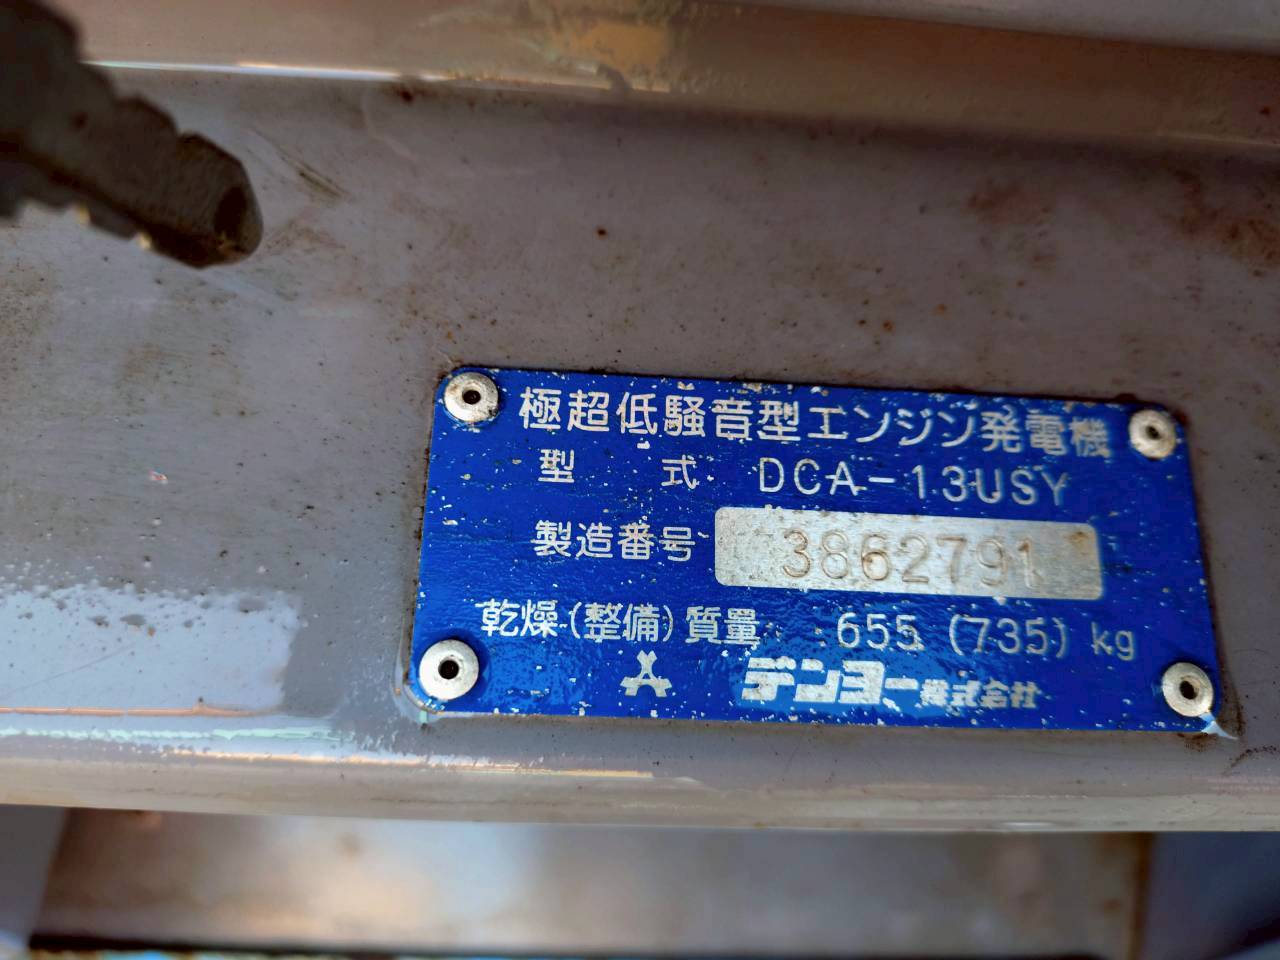 極超低騒音型エンジン発電機
型式 DCA-13USY
製造番号 3862791
乾燥(整備)質量 655 (735) kg
デンヨー株式会社